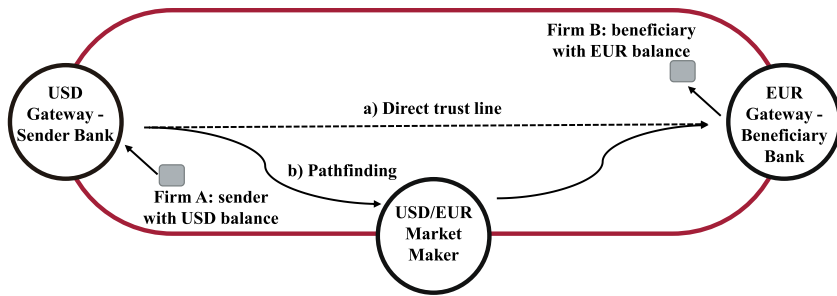 Firm B: beneficiary
with EUR balance
USD
Gateway -
Sender Bank
EUR
Gateway -
Beneficiary
Bank
a) Direct trust line
b) Pathfinding
Firm A: sender
with USD balance
USD/EUR
Market
Maker